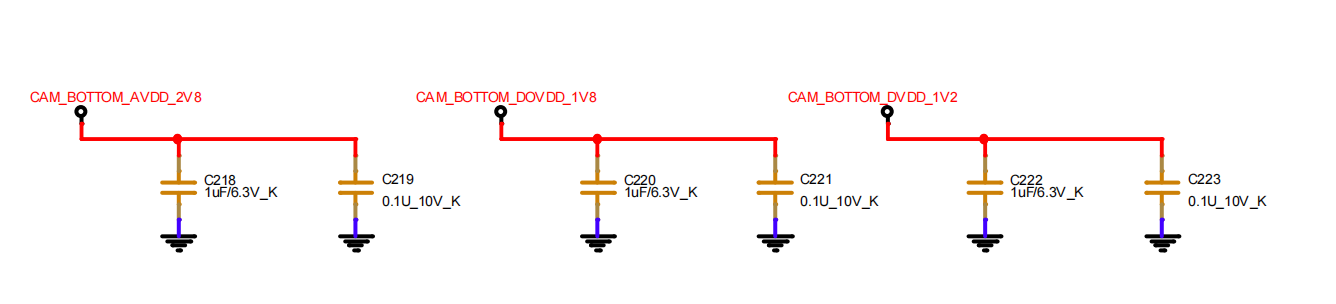 CAM_BOTTOM_AVDD_2V8
CAM_BOTTOM_DOVDD_1V8
CAM_BOTTOM_DVDD_1V2
C218
1uF/6.3V_K
C219
0.1U_10V_K
C220
1uF/6.3V_K
C221
0.1U_10V_K
C222
1uF/6.3V_K
C223
0.1U_10V_K